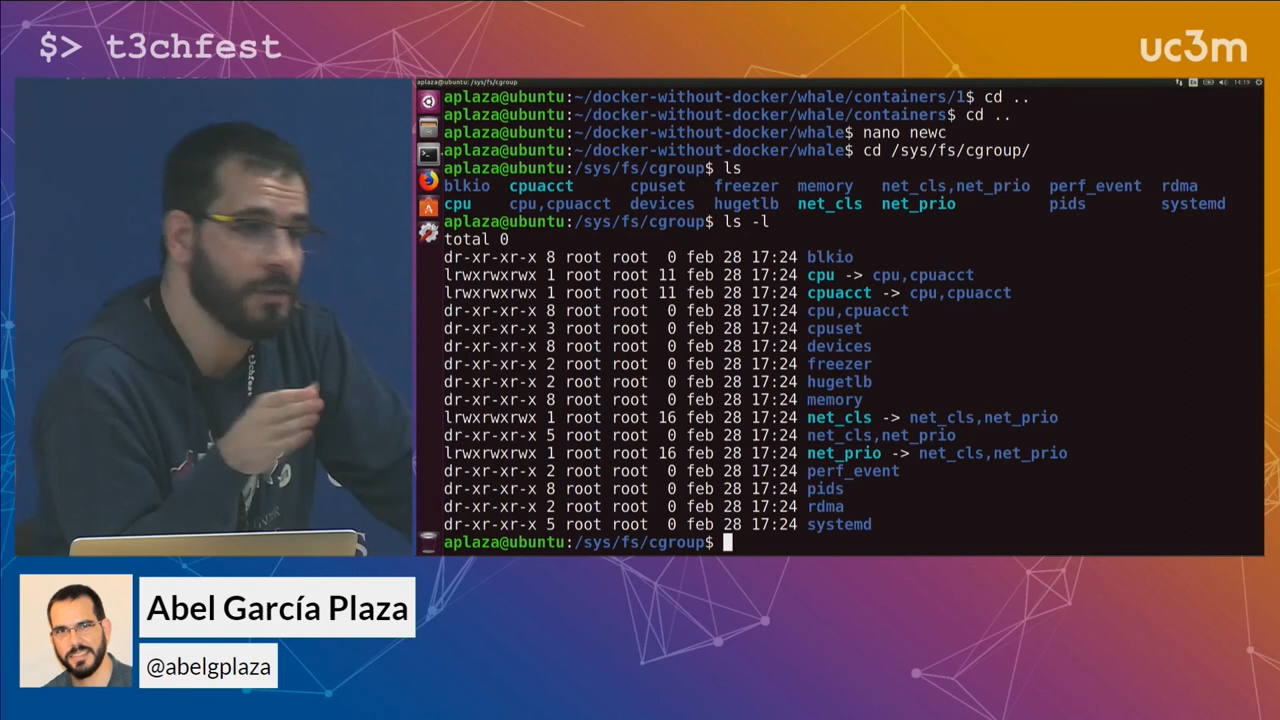 $> t3chfest
uc3m
aplaza@ubuntu: /sys/fs/cgroup
14:19
aplaza@ubuntu:~/docker-without-docker/whale/containers/1$ cd ..
aplaza@ubuntu:~/docker-without-docker/whale/containers$ cd ..
aplaza@ubuntu:~/docker-without-docker/whale$ nano newc
aplaza@ubuntu:~/docker-without-docker/whale$ cd /sys/fs/cgroup/
aplaza@ubuntu:/sys/fs/cgroup$ ls
blkio cpuacct cpuset freezer memory net_cls,net_prio perf_event rdma
cpu cpu,cpuacct devices hugetlb net_cls net_prio pids systemd
aplaza@ubuntu:/sys/fs/cgroup$ ls -l
total 0
dr-xr-xr-x 8 root root 0 feb 28 17:24 blkio
lrwxrwxrwx 1 root root 11 feb 28 17:24 cpu -> cpu,cpuacct
lrwxrwxrwx 1 root root 11 feb 28 17:24 cpuacct -> cpu,cpuacct
dr-xr-xr-x 8 root root 0 feb 28 17:24 cpu,cpuacct
dr-xr-xr-x 3 root root 0 feb 28 17:24 cpuset
dr-xr-xr-x 8 root root 0 feb 28 17:24 devices
dr-xr-xr-x 2 root root 0 feb 28 17:24 freezer
dr-xr-xr-x 2 root root 0 feb 28 17:24 hugetlb
dr-xr-xr-x 8 root root 0 feb 28 17:24 memory
lrwxrwxrwx 1 root root 16 feb 28 17:24 net_cls -> net_cls,net_prio
dr-xr-xr-x 5 root root 0 feb 28 17:24 net_cls,net_prio
lrwxrwxrwx 1 root root 16 feb 28 17:24 net_prio -> net_cls,net_prio
dr-xr-xr-x 2 root root 0 feb 28 17:24 perf_event
dr-xr-xr-x 8 root root 0 feb 28 17:24 pids
dr-xr-xr-x 2 root root 0 feb 28 17:24 rdma
dr-xr-xr-x 5 root root 0 feb 28 17:24 systemd
aplaza@ubuntu:/sys/fs/cgroup$
t3chfest
Abel García Plaza
@abelgplaza